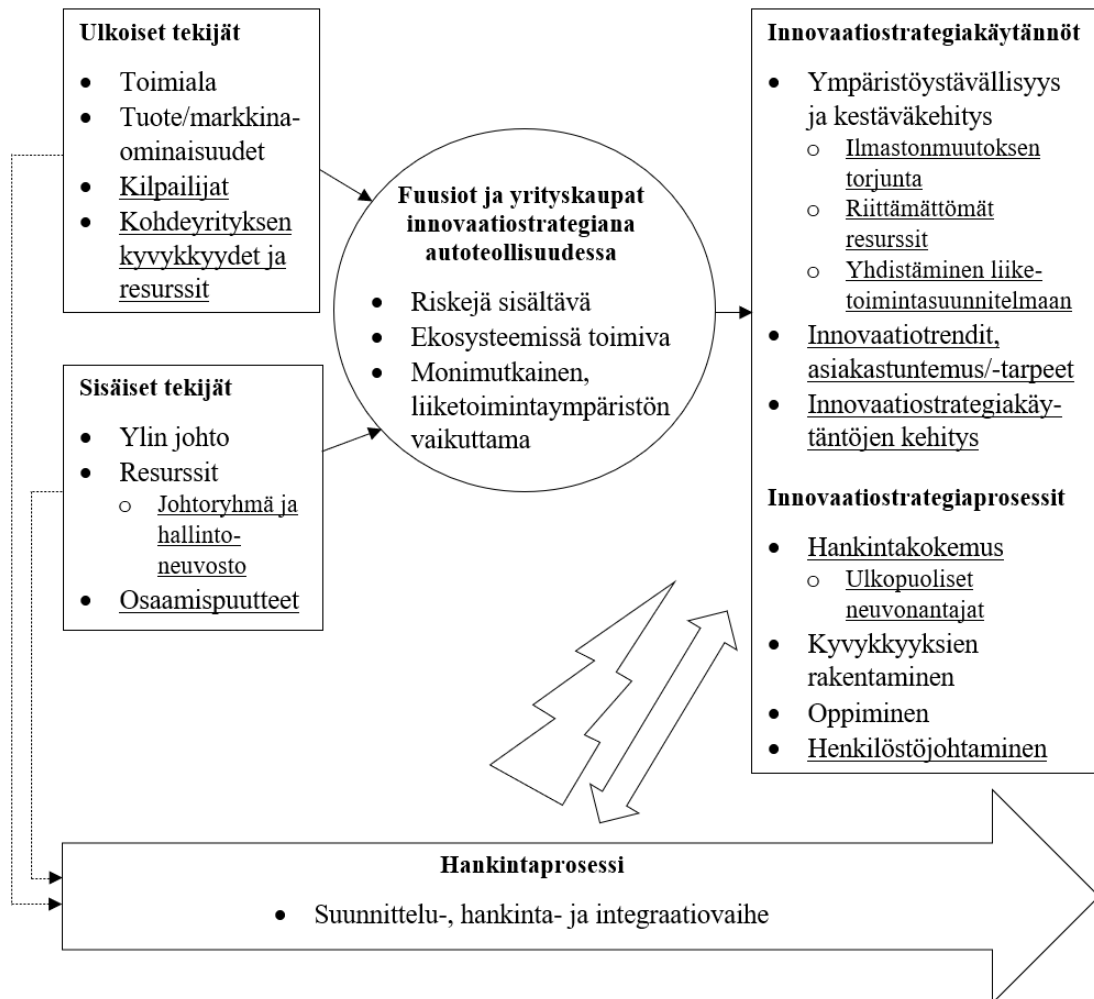 Ulkoiset tekijät
• Toimiala
• Tuote/markkina-
ominaisuudet
• Kilpailijat
• Kohdeyrityksen
kyvykkyydet ja
resurssit
Sisäiset tekijät
• Ylin johto
• Resurssit
o Johtoryhmä ja
hallinto-
neuvosto
• Osaamispuutteet
Fuusiot ja yrityskaupat
innovaatiostrategiana
autoteollisuudessa
• Riskejä sisältävä
• Ekosysteemissä toimiva
• Monimutkainen,
liiketoimintaympäristön
vaikuttama
Innovaatiostrategiakäytännöt
• Ympäristöystävällisyys
ja kestäväkehitys
o Ilmastonmuutoksen
torjunta
o Riittämättömät
resurssit
o Yhdistäminen liike-
toimintasuunnitelmaan
• Innovaatiotrendit,
asiakastuntemus/-tarpeet
• Innovaatiostrategiakäy-
täntöjen kehitys
Innovaatiostrategiaprosessit
• Hankintakokemus
o Ulkopuoliset
neuvonantajat
• Kyvykkyyksien
rakentaminen
• Oppiminen
• Henkilöstöjohtaminen
Hankintaprosessi
• Suunnittelu-, hankinta- ja integraatiovaihe